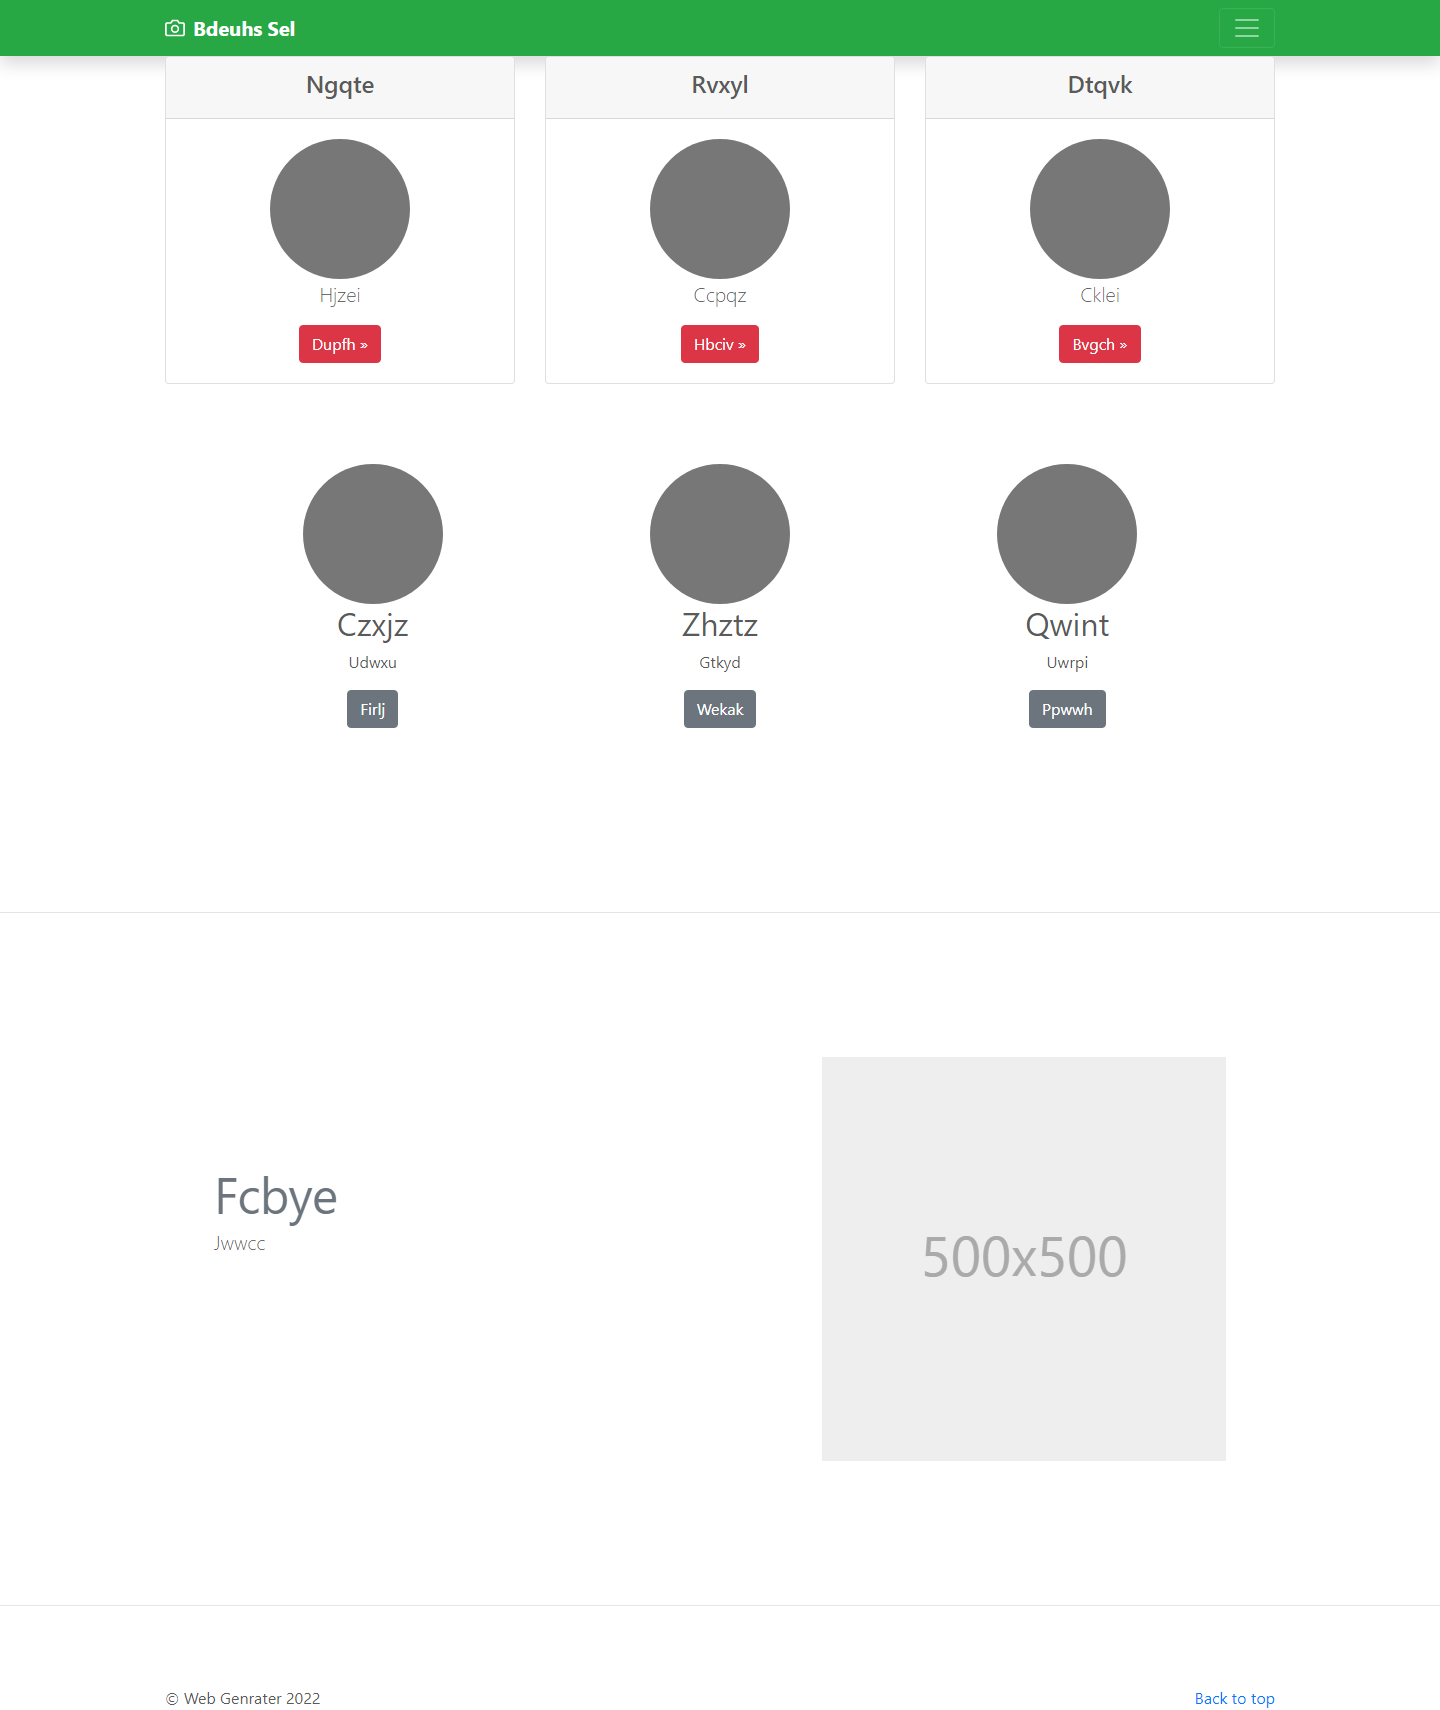 Bdeuhs Sel
Ngqte
Rvxyl
Dtqvk
Hjzei
Ccpqz
Cklei
Dupfh »
Hbciv »
Bvgch »
Czxjz
Zhztz
Qwint
Udwxu
Gtkyd
Uwrpi
Firlj
Wekak
Ppwwh
Fcbye
Jwwcc
500x500
© Web Genrater 2022
Back to top